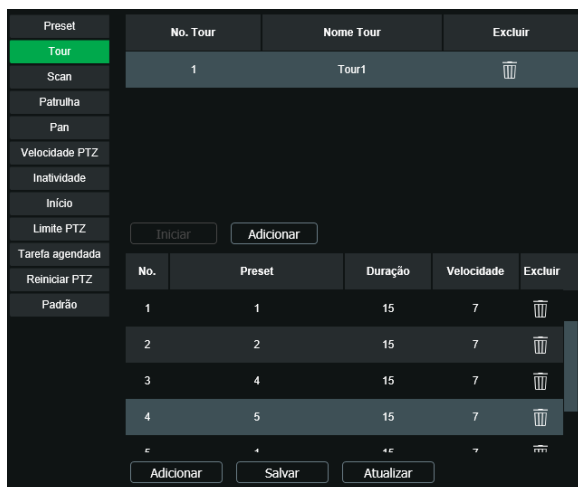 Preset
Tour
Scan
Patrulha
Pan
Velocidade PTZ
Inatividade
Início
Limite PTZ
Tarefa agendada
Reiniciar PTZ
Padrão
No. Tour Nome Tour Excluir
1 Tour1
Iniciar Adicionar
No. Preset Duração Velocidade Excluir
1 1 15 7
2 2 15 7
3 4 15 7
4 5 15 7
Adicionar Salvar Atualizar